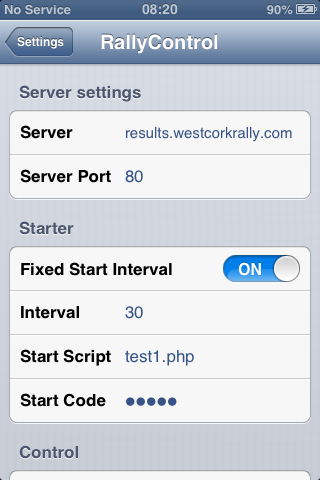 No Service 08:20 90%
Settings RallyControl
Server settings
Server results.westcorkrally.com
Server Port 80
Starter
Fixed Start Interval ON
Interval 30
Start Script test1.php
Start Code ●●●●●
Control